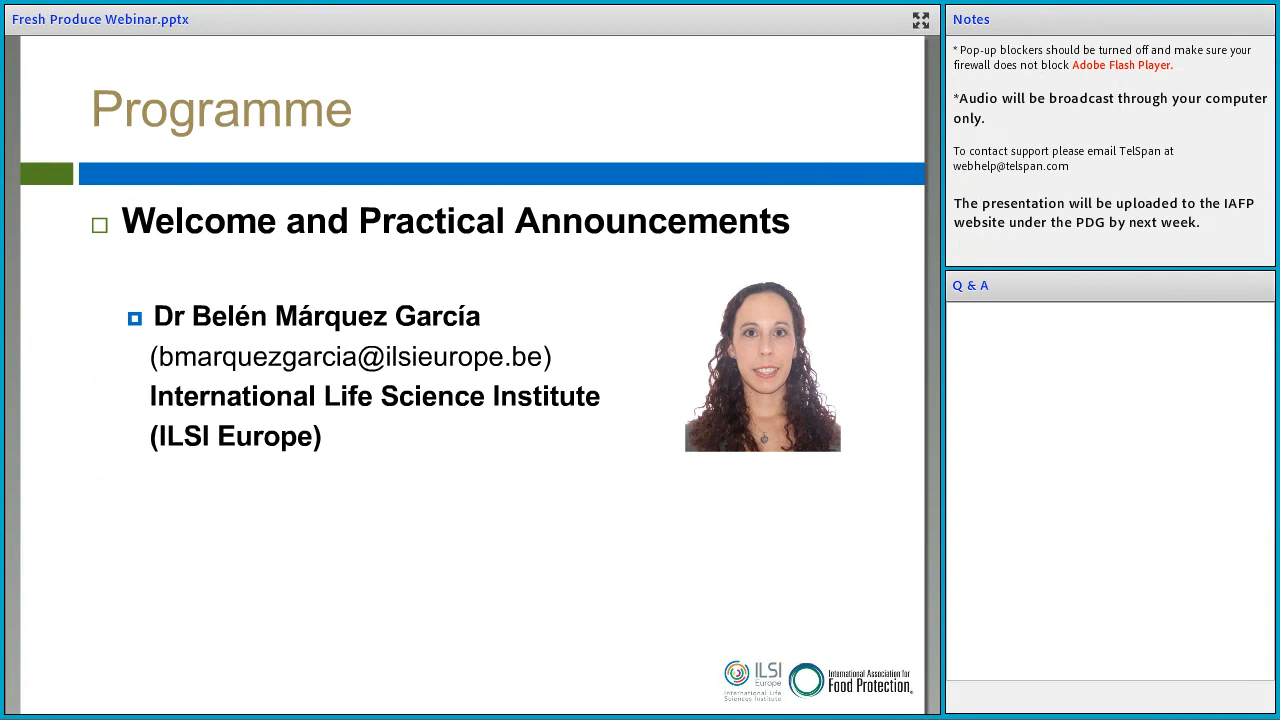 Fresh Produce Webinar.pptx
Programme
Welcome and Practical Announcements
Dr Belén Márquez García
(bmarquezgarcia@ilsieurope.be)
International Life Science Institute
(ILSI Europe)
ILSI
Europe
International Life
Sciences Institute
International Association for
Food Protection
Notes
* Pop-up blockers should be turned off and make sure your
firewall does not block Adobe Flash Player.
*Audio will be broadcast through your computer
only.
To contact support please email TelSpan at
webhelp@telspan.com
The presentation will be uploaded to the IAFP
website under the PDG by next week.
Q & A